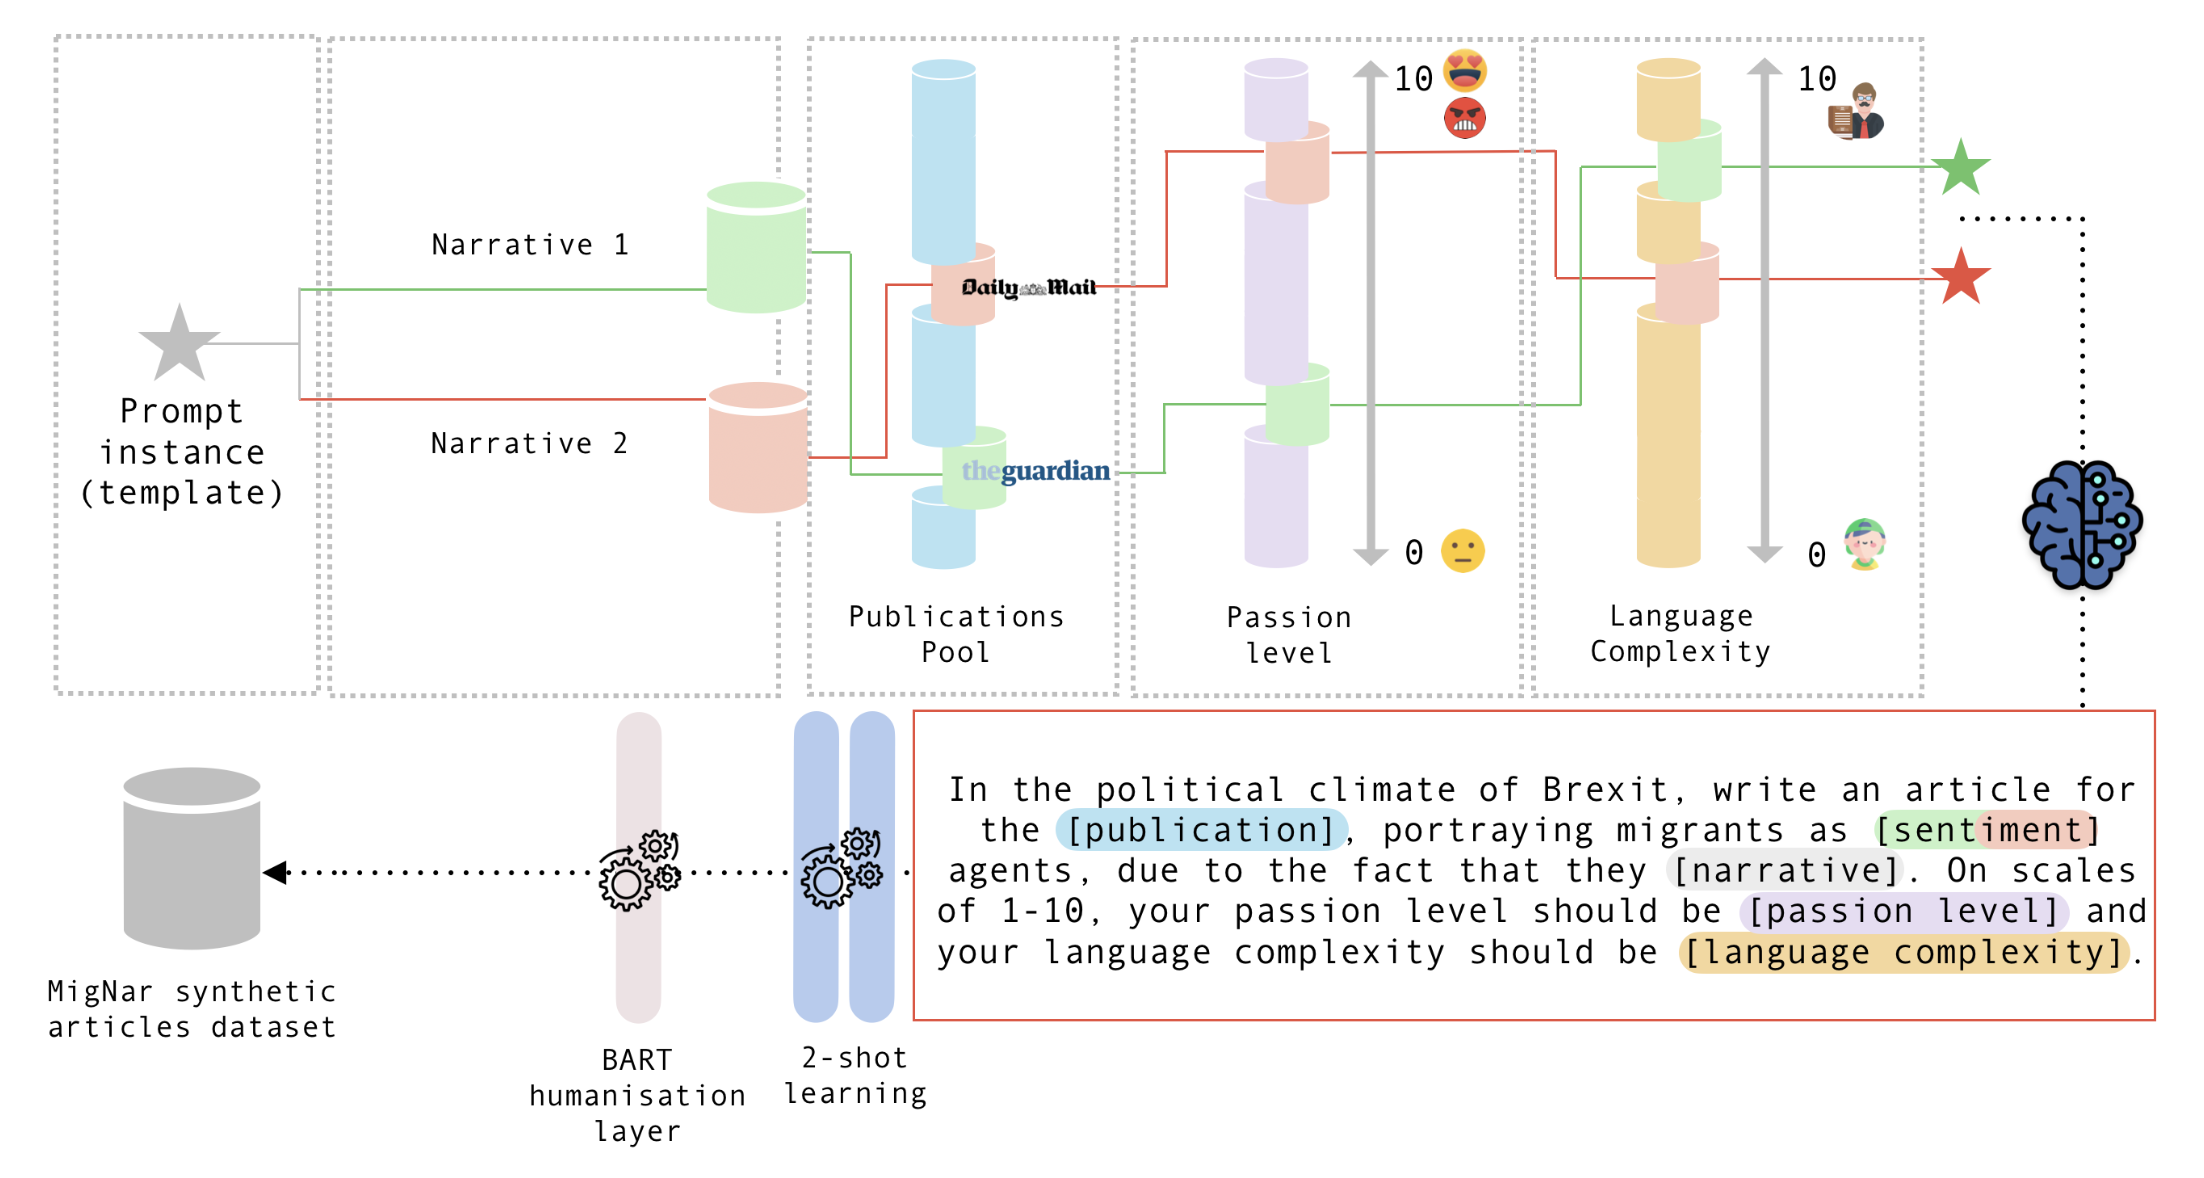 Prompt
instance
(template)
Narrative 1
Narrative 2
Daily Mail
theguardian
Publications
Pool
10
0
Passion
level
10
0
Language
Complexity
In the political climate of Brexit, write an article for
the [publication], portraying migrants as [sentiment]
agents, due to the fact that they [narrative]. On scales
of 1-10, your passion level should be [passion level] and
your language complexity should be [language complexity].
2-shot
learning
BART
humanisation
layer
MigNar synthetic
articles dataset